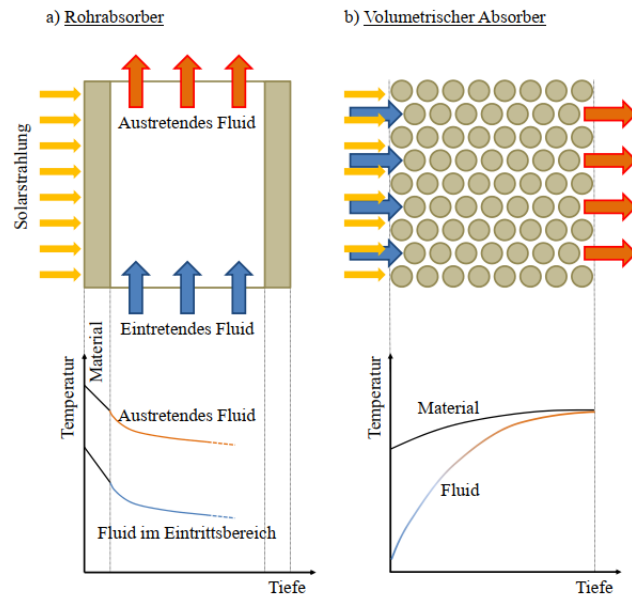 a) Rohrabsorber
b) Volumetrischer Absorber
Solarstrahlung
Austretendes Fluid
Eintretendes Fluid
Temperatur
Material
Austretendes Fluid
Fluid im Eintrittsbereich
Tiefe
Temperatur
Material
Fluid
Tiefe